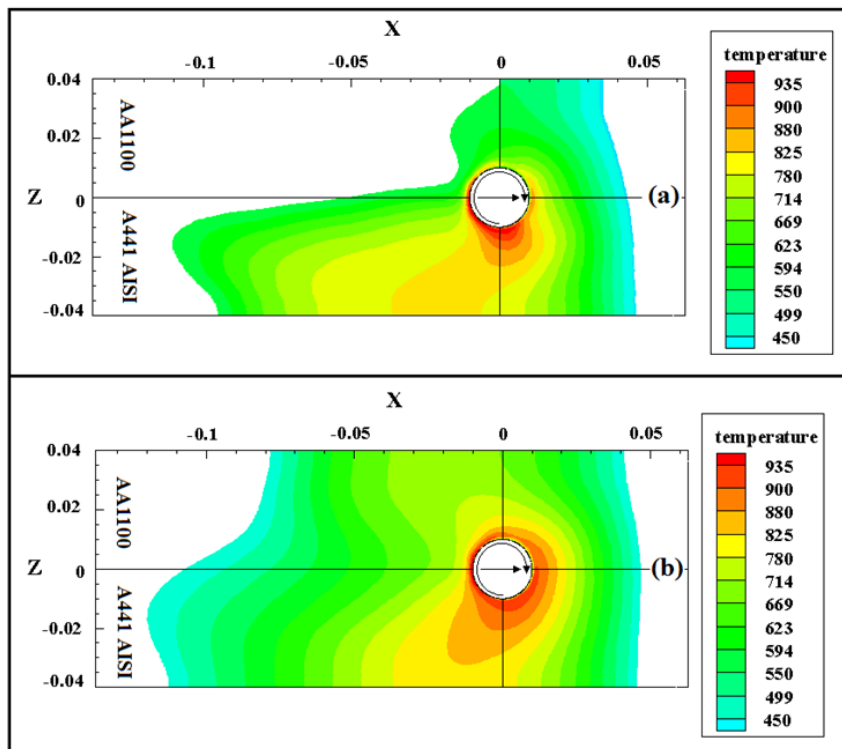 X
-0.1 -0.05 0 0.05
0.04
0.02
0
-0.02
-0.04
Z
AA1100
A441 AISI
(a)
temperature
935
900
880
825
780
714
669
623
594
550
499
450
X
-0.1 -0.05 0 0.05
0.04
0.02
0
-0.02
-0.04
Z
AA1100
A441 AISI
(b)
temperature
935
900
880
825
780
714
669
623
594
550
499
450